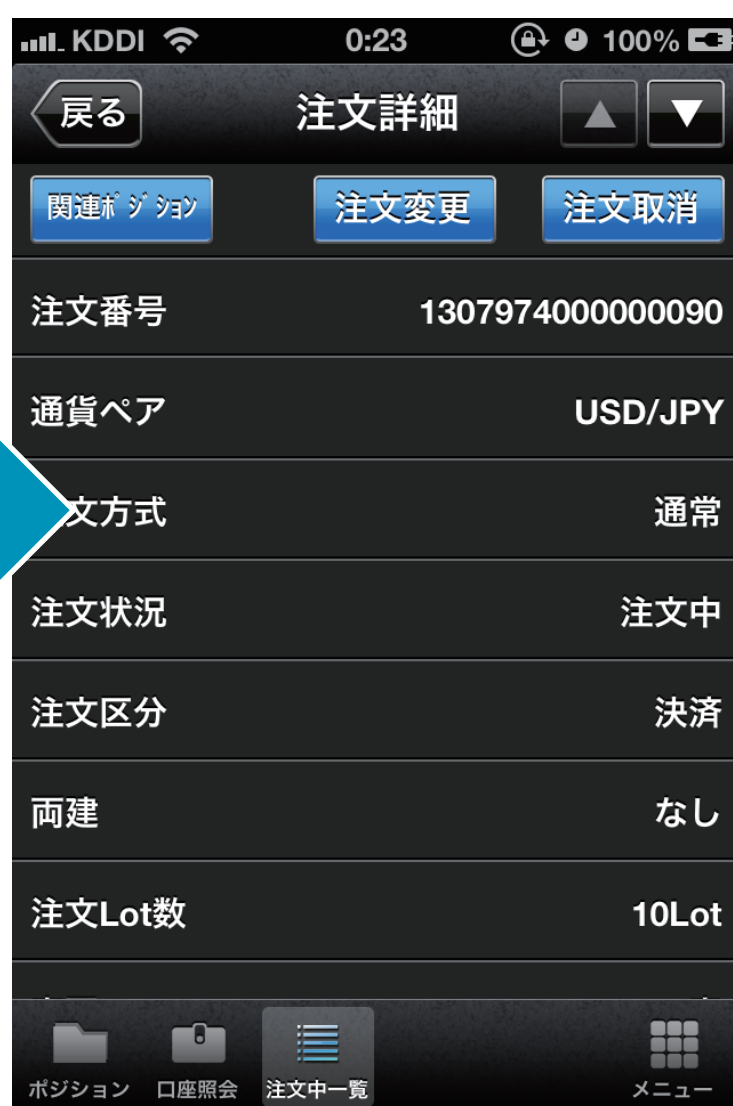 KDDI 0:23 100%
戻る 注文詳細 ▲ ▼
関連ポジション 注文変更 注文取消
注文番号 1307974000000090
通貨ペア USD/JPY
文方式 通常
注文状況 注文中
注文区分 決済
両建 なし
注文Lot数 10Lot
ポジション 口座照会 注文中一覧 メニュー